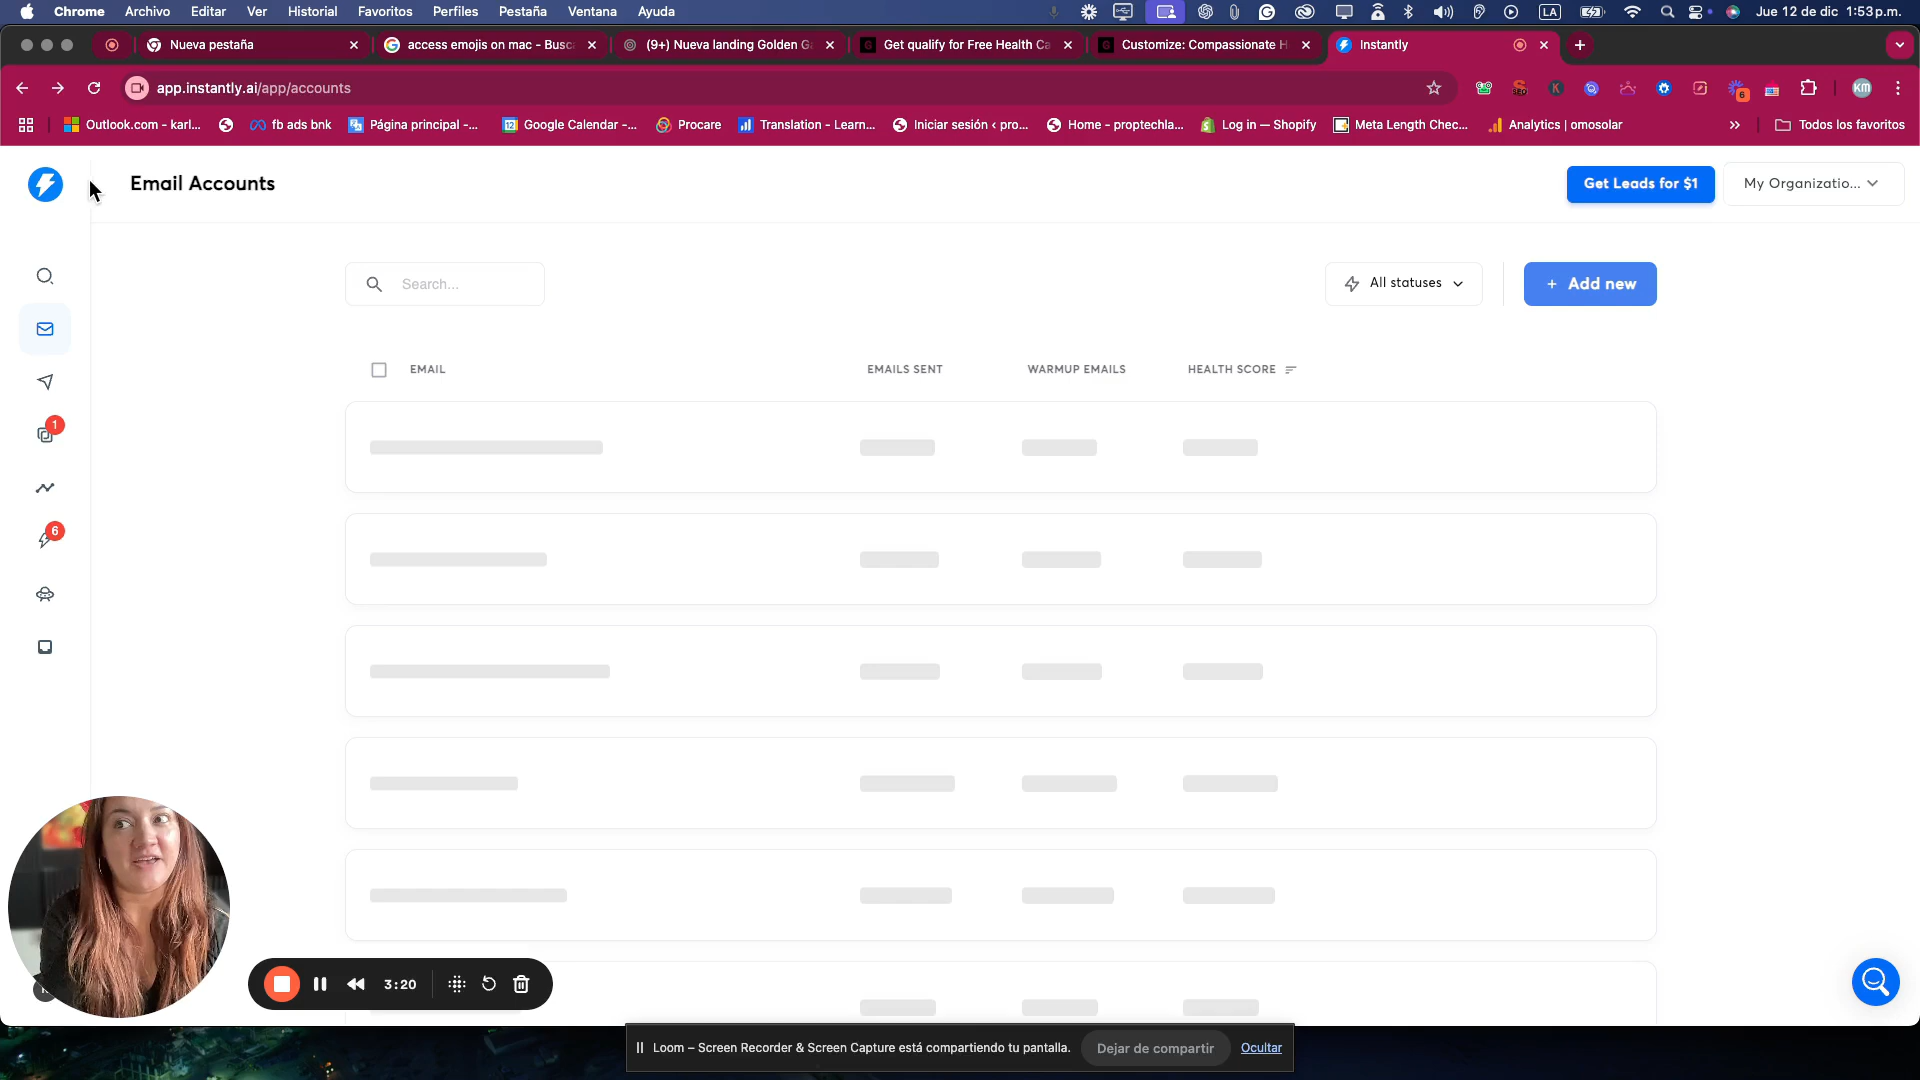 Chrome Archivo Editar Ver Historial Favoritos Perfiles Pestaña Ventana Ayuda
LA
Jue 12 de dic 1:53 p.m.
Nueva pestaña
access emojis on mac - Busc
(9+) Nueva landing Golden G
Get qualify for Free Health Ca
Customize: Compassionate H
Instantly
app.instantly.ai/app/accounts
SEO
K
6
KM
Outlook.com - karl...
fb ads bnk
Página principal -...
12
Google Calendar -...
Procare
Translation - Learn...
Iniciar sesión ‹ pro...
Home - proptechla...
Log in — Shopify
Meta Length Chec...
Analytics | omosolar
Todos los favoritos
Email Accounts
Get Leads for $1
My Organizatio...
Search...
All statuses
+ Add new
EMAIL
EMAILS SENT
WARMUP EMAILS
HEALTH SCORE
1
6
3:20
Loom – Screen Recorder & Screen Capture está compartiendo tu pantalla.
Dejar de compartir
Ocultar